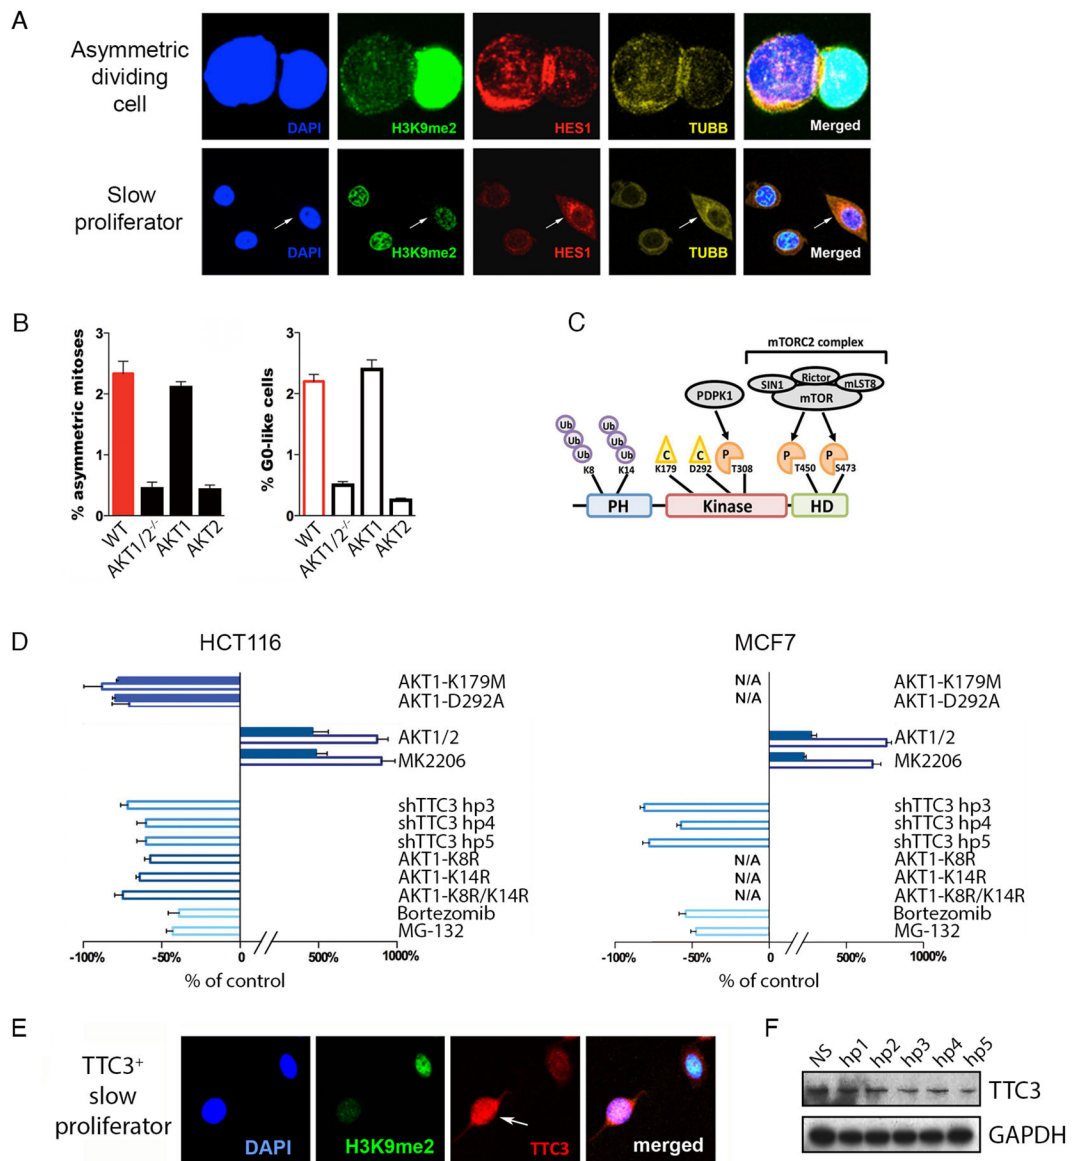 A
Asymmetric
dividing
cell
DAPI
H3K9me2
HES1
TUBB
Merged
Slow
proliferator
DAPI
H3K9me2
HES1
TUBB
Merged
B
% asymmetric mitoses
3
2
1
0
WT
AKT1/2-/-
AKT1
AKT2
% G0-like cells
3
2
1
0
WT
AKT1/2-/-
AKT1
AKT2
C
mTORC2 complex
SIN1
Rictor
mLST8
mTOR
PDPK1
Ub
Ub
Ub
K8
Ub
Ub
Ub
K14
C
K179
C
D292
P
T308
P
T450
P
S473
PH
Kinase
HD
D
HCT116
AKT1-K179M
AKT1-D292A
AKT1/2
MK2206
shTTC3 hp3
shTTC3 hp4
shTTC3 hp5
AKT1-K8R
AKT1-K14R
AKT1-K8R/K14R
Bortezomib
MG-132
-100%
-50%
0
500%
1000%
% of control
MCF7
N/A
AKT1-K179M
N/A
AKT1-D292A
AKT1/2
MK2206
shTTC3 hp3
shTTC3 hp4
shTTC3 hp5
N/A
AKT1-K8R
N/A
AKT1-K14R
N/A
AKT1-K8R/K14R
Bortezomib
MG-132
-100%
-50%
0
500%
1000%
% of control
E
TTC3+
slow
proliferator
DAPI
H3K9me2
TTC3
merged
F
NS
hp1
hp2
hp3
hp4
hp5
TTC3
GAPDH